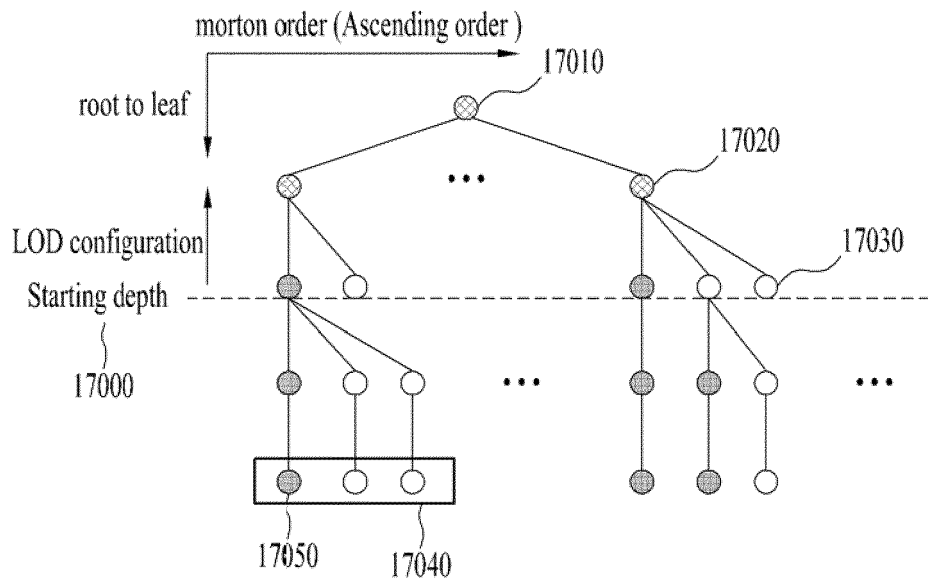 morton order (Ascending order )
17010
root to leaf
17020
LOD configuration
17030
Starting depth
17000
17050
17040